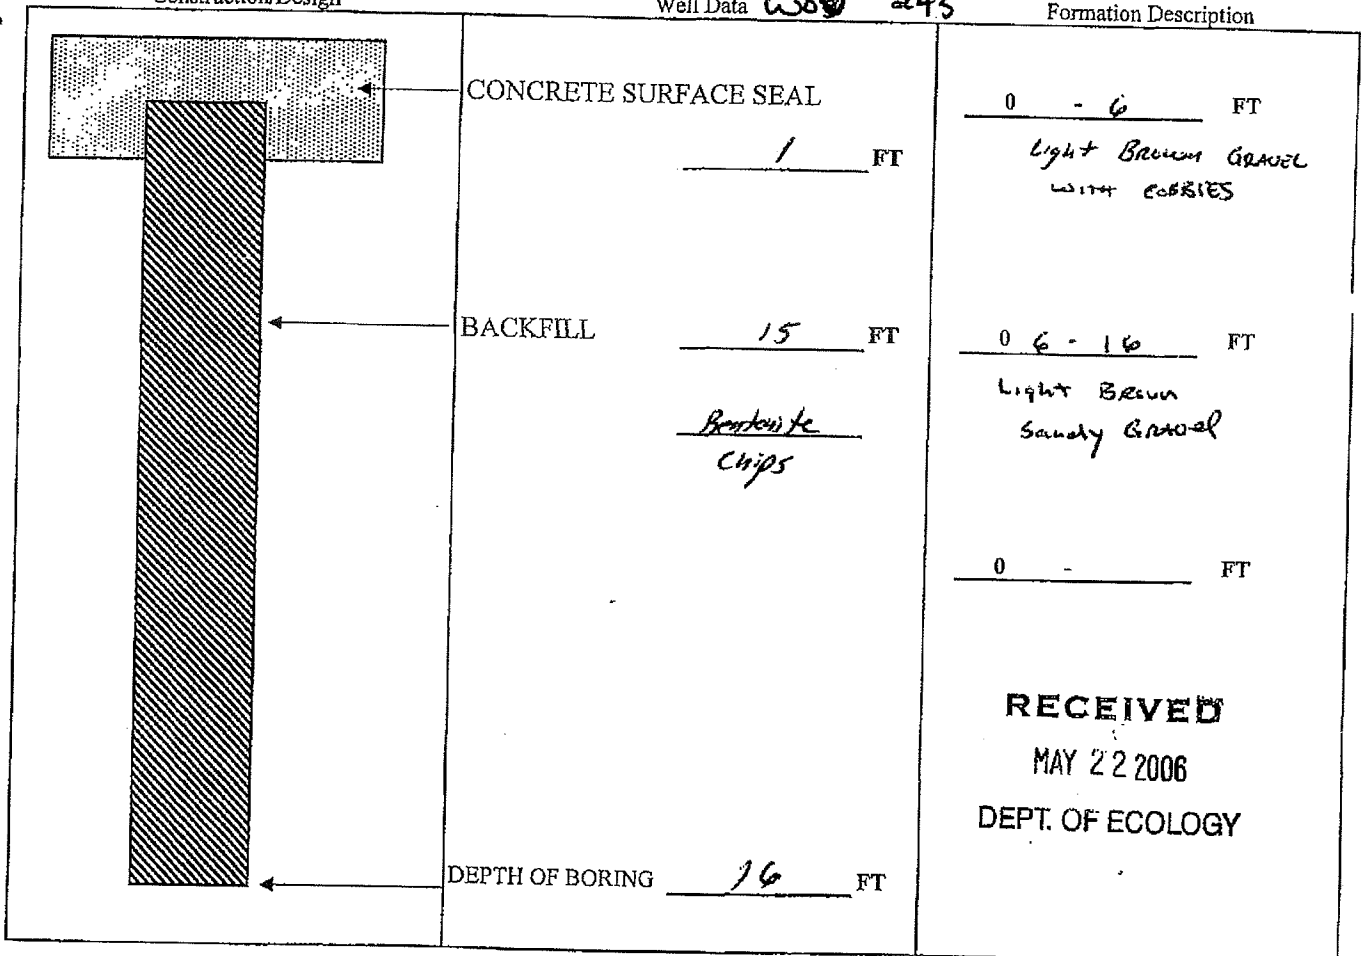 Construction/Design Well Data Formation Description
CONCRETE SURFACE SEAL
1 FT
BACKFILL 15 FT
Bentonite
Chips
DEPTH OF BORING 16 FT
0 - 6 FT
Light Brown GRAVEL
WITH COBBLES
0 6 - 16 FT
Light Brown
Sandy Gravel
0 - FT
RECEIVED
MAY 22 2006
DEPT. OF ECOLOGY